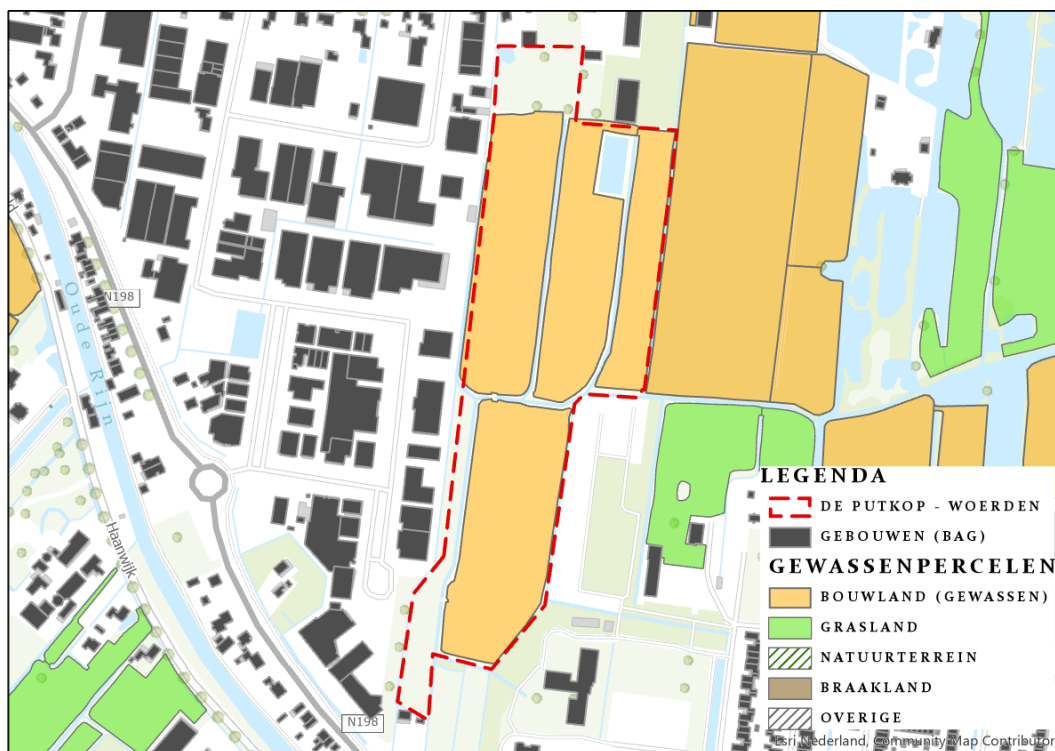 N198
Oude Rijn
Haanwijk
N198
LEGENDA
DE PUTKOP - WOERDEN
GEBOUWEN (BAG)
GEWASSENPERCELEN
BOUWLAND (GEWASSEN)
GRASLAND
NATUURTERREIN
BRAAKLAND
OVERIGE
Esri Nederland, Community Map Contributor